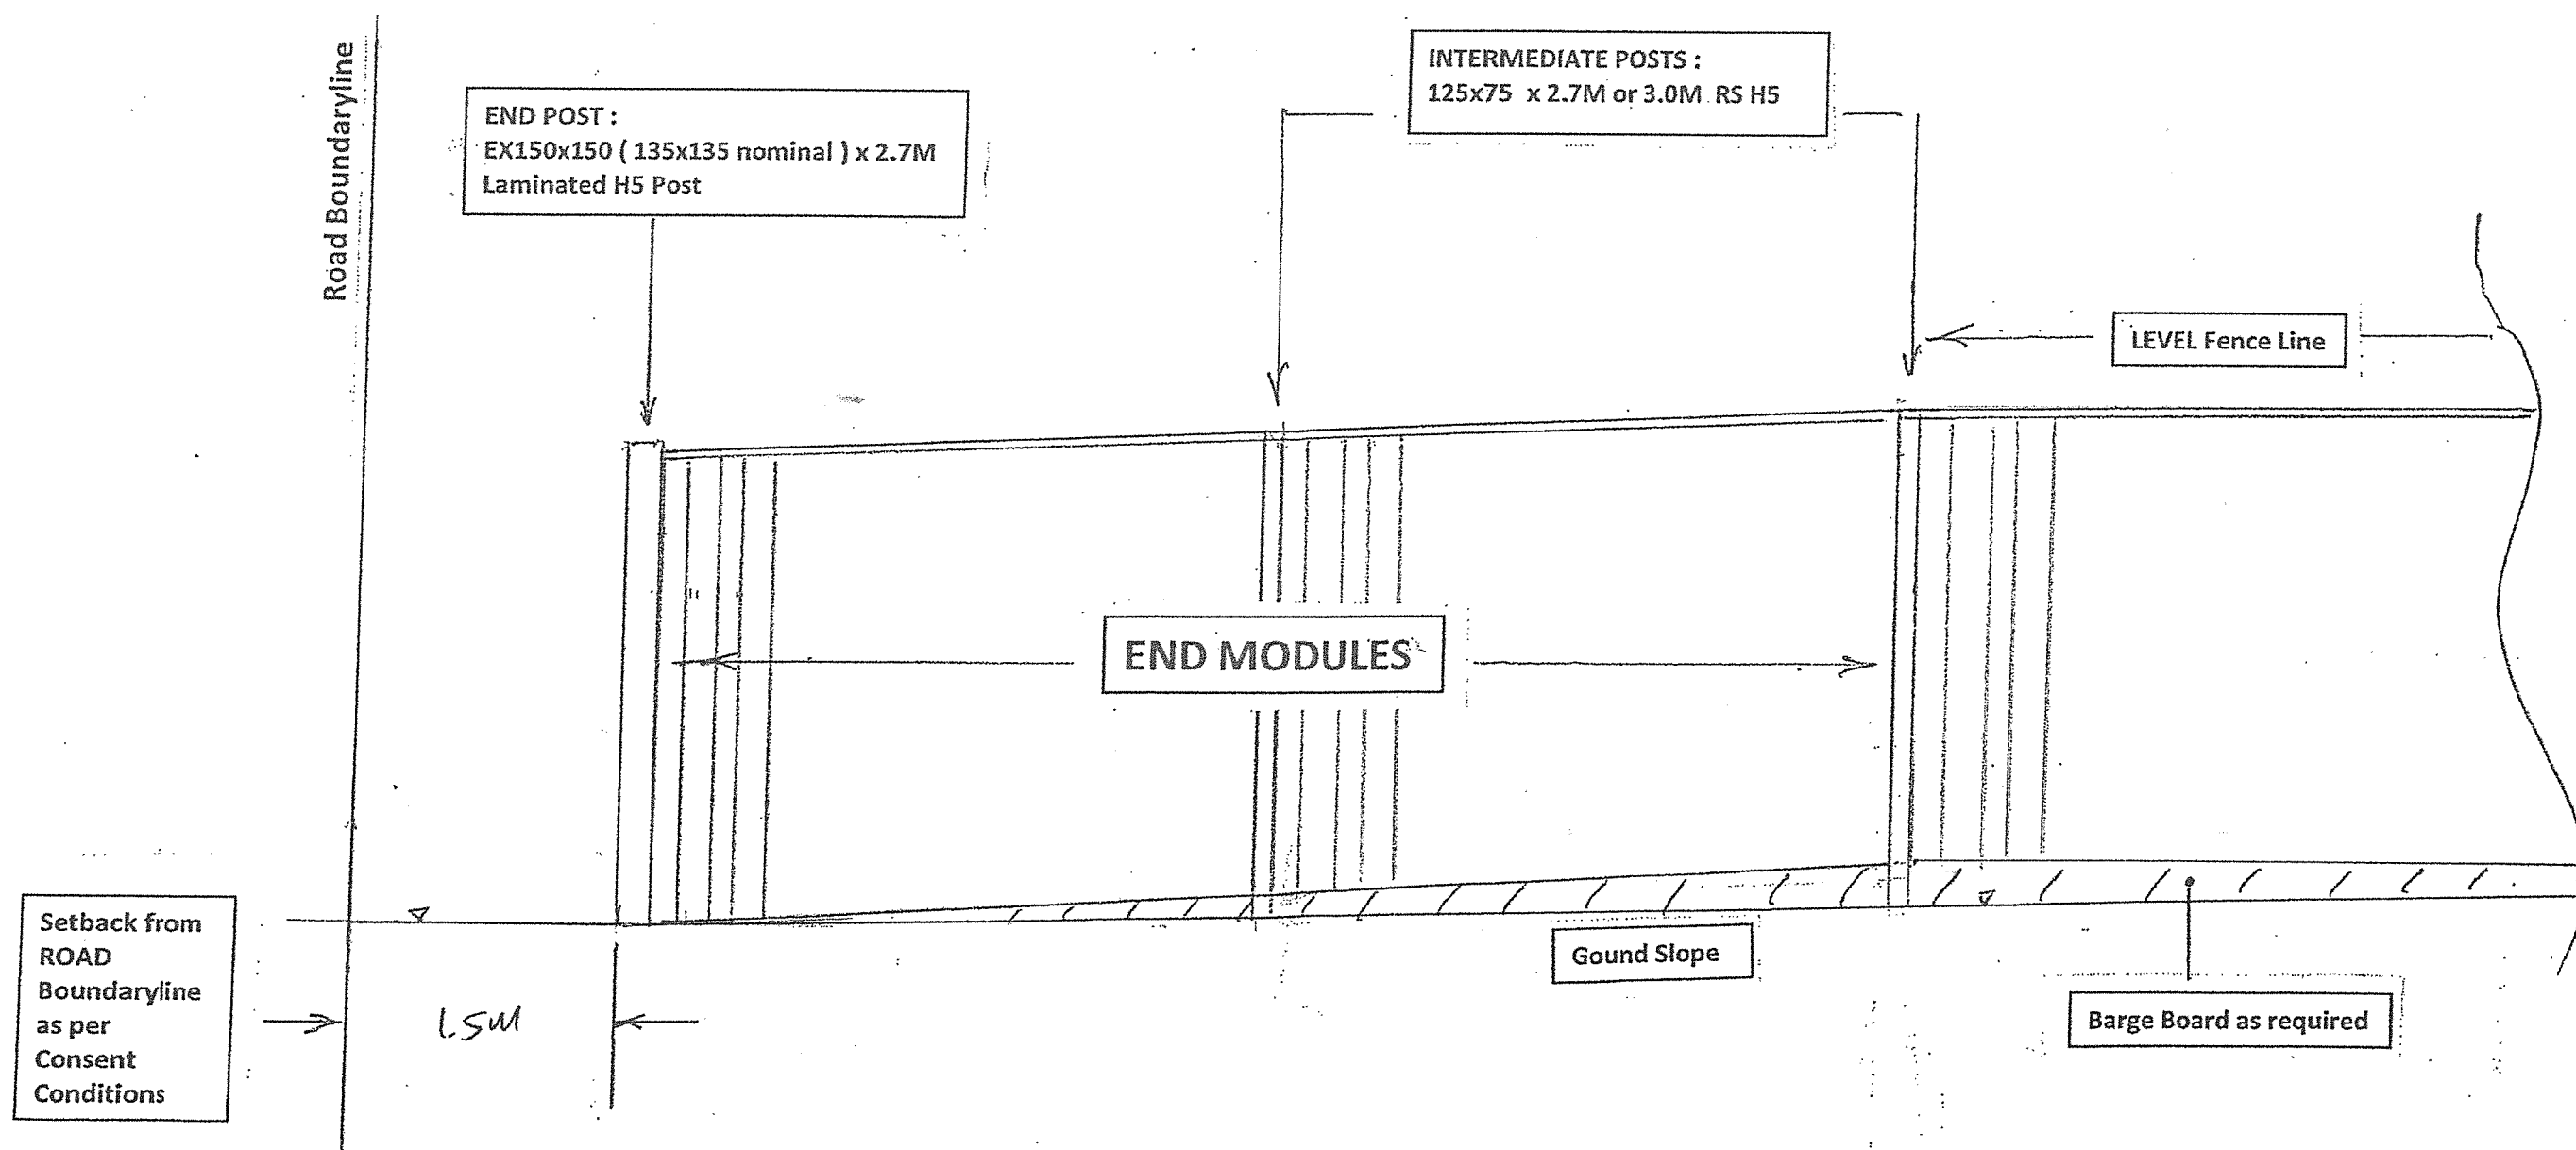 Road Boundaryline
END POST :
EX150x150 ( 135x135 nominal ) x 2.7M
Laminated H5 Post
INTERMEDIATE POSTS :
125x75 x 2.7M or 3.0M RS H5
LEVEL Fence Line
END MODULES
Setback from
ROAD
Boundaryline
as per
Consent
Conditions
1.5M
Gound Slope
Barge Board as required